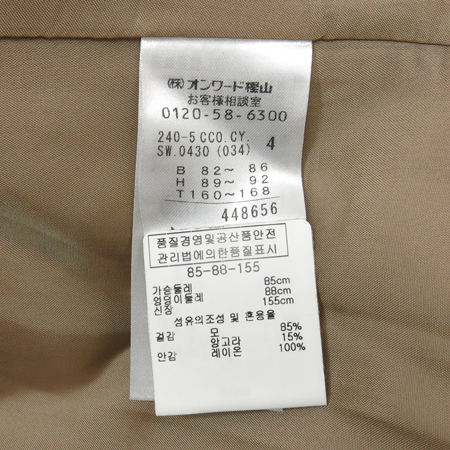 (株)オンワード樫山
お客様相談室
0120-58-6300
240-5 CCO.CY. 4
SW.0430 (034)
B 82~ 86
H 89~ 92
T 160~168
448656
품질경영및공산품안전
관리법에의한품질표시
85-88-155
가슴둘레 85cm
엉덩이둘레 88cm
신장 155cm
섬유의조성 및 혼용율
겉감 모 85%
앙고라 15%
안감 레이온 100%